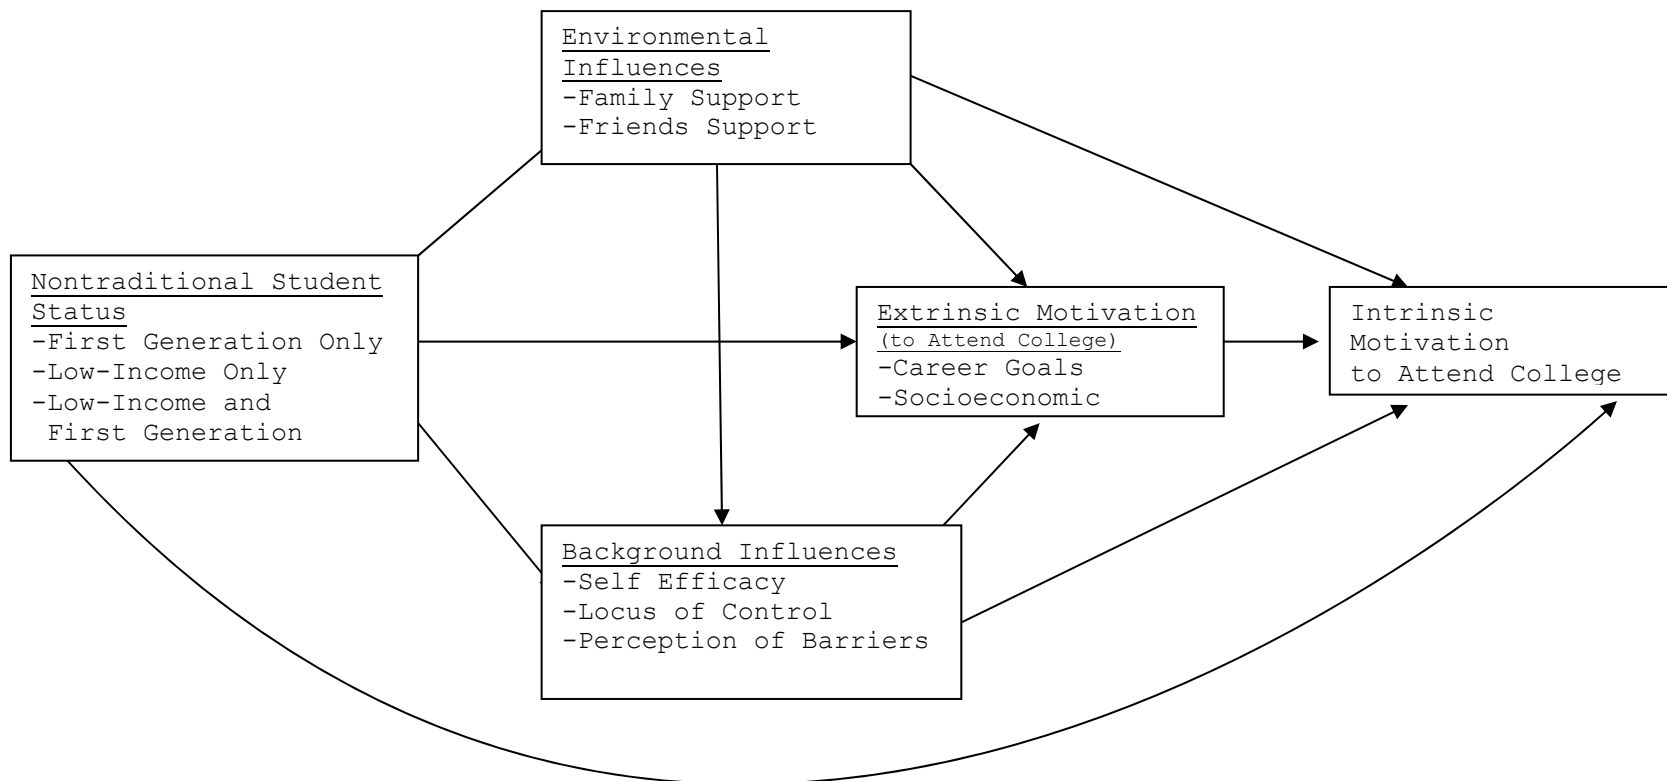 Environmental
Influences
-Family Support
-Friends Support
Nontraditional Student
Status
-First Generation Only
-Low-Income Only
-Low-Income and
First Generation
Extrinsic Motivation
(to Attend College)
-Career Goals
-Socioeconomic
Intrinsic
Motivation
to Attend College
Background Influences
-Self Efficacy
-Locus of Control
-Perception of Barriers